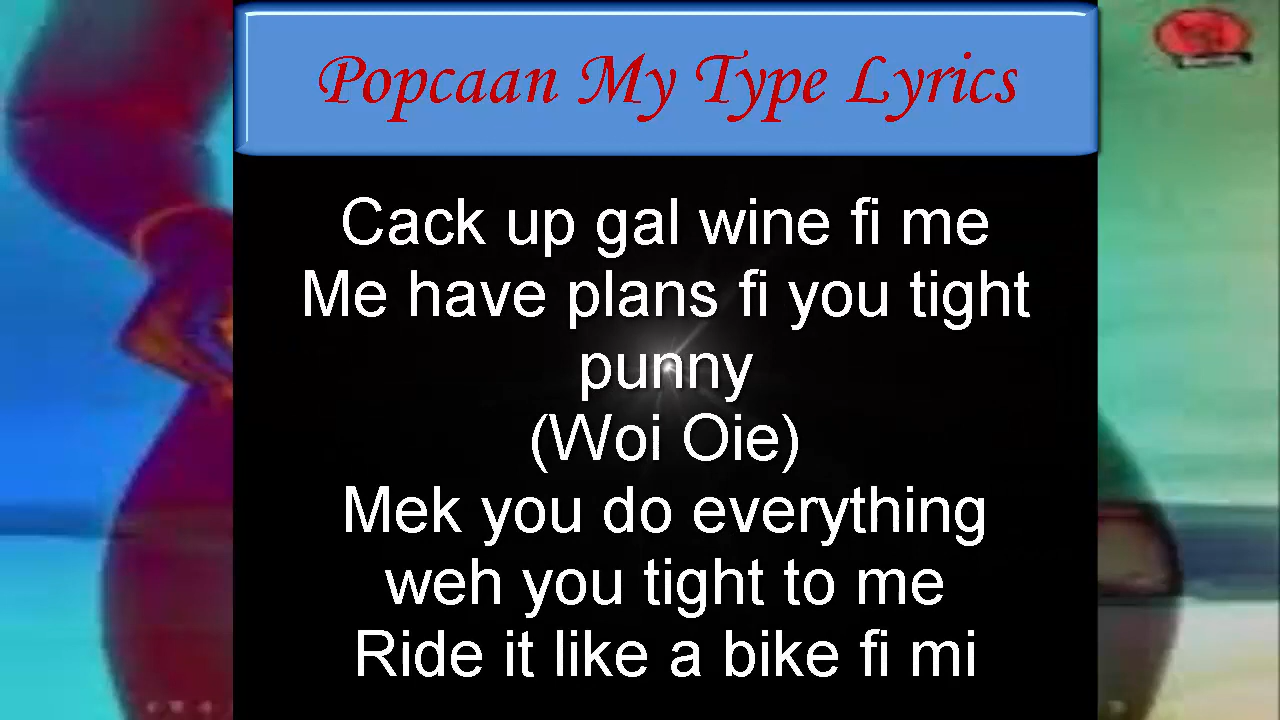 Popcaan My Type Lyrics
Cack up gal wine fi me
Me have plans fi you tight
punny
(Woi Oie)
Mek you do everything
weh you tight to me
Ride it like a bike fi mi